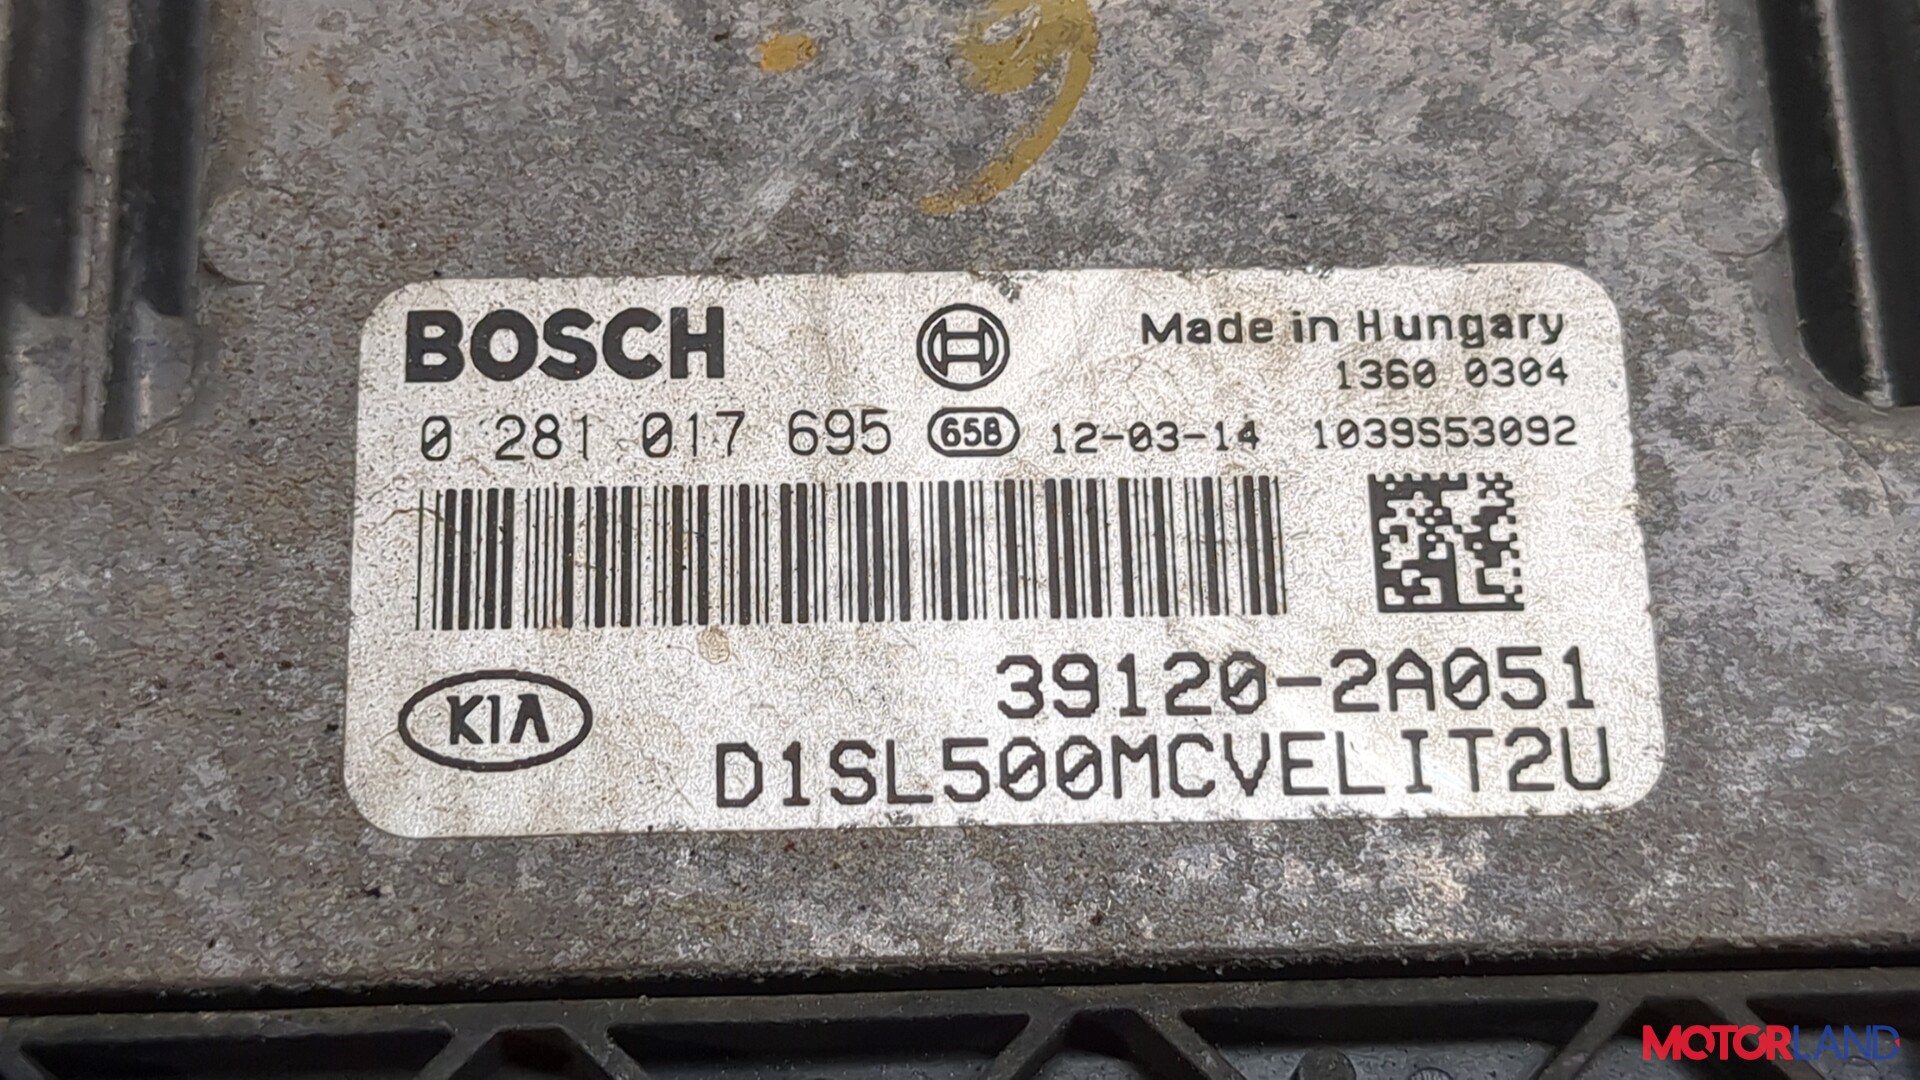 BOSCH
Made in Hungary
1360 0304
0 281 017 695 658 12-03-14 1039S53092
KIA
39120-2A051
D1SL500MCVELIT2U
MOTORLAND